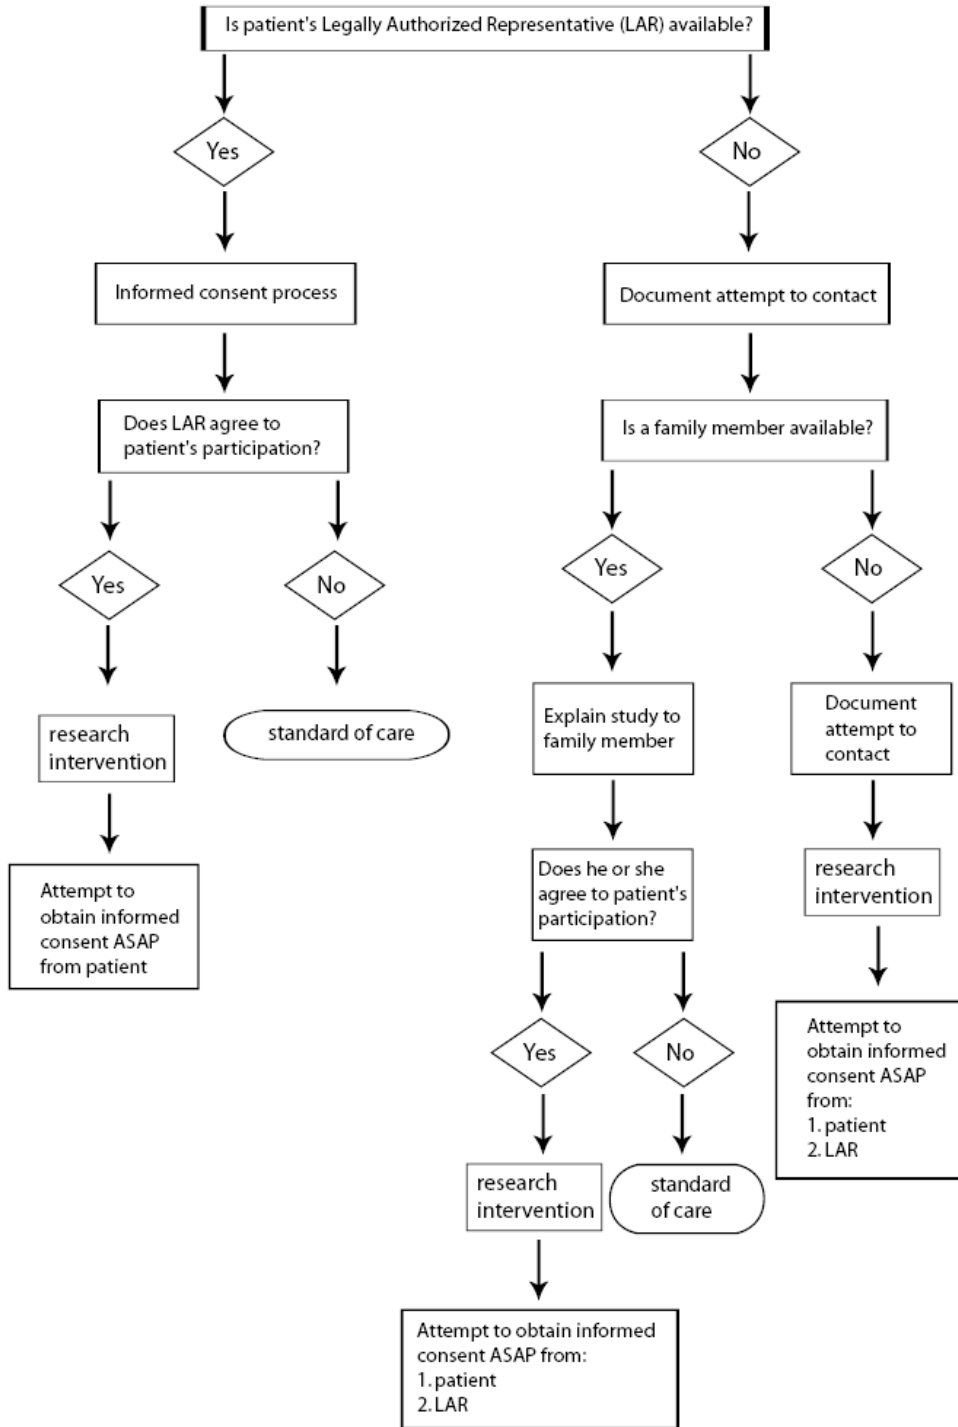 Is patient's Legally Authorized Representative (LAR) available?
Yes
No
Informed consent process
Document attempt to contact
Does LAR agree to
patient's participation?
Is a family member available?
Yes
No
Yes
No
research
intervention
standard of care
Explain study to
family member
Document
attempt to
contact
Attempt to
obtain informed
consent ASAP
from patient
Does he or she
agree to patient's
participation?
research
intervention
Yes
No
Attempt to
obtain informed
consent ASAP
from:
1. patient
2. LAR
research
intervention
standard
of care
Attempt to obtain informed
consent ASAP from:
1. patient
2. LAR